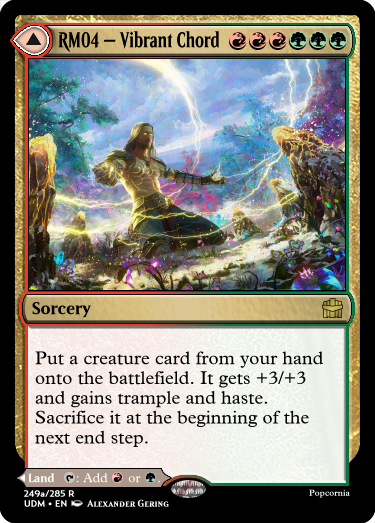 RM04 – Vibrant Chord
Sorcery
Put a creature card from your hand
onto the battlefield. It gets +3/+3
and gains trample and haste.
Sacrifice it at the beginning of the
next end step.
Land : Add or .
249a/285 R
Popcornia
UDM • EN Alexander Gering